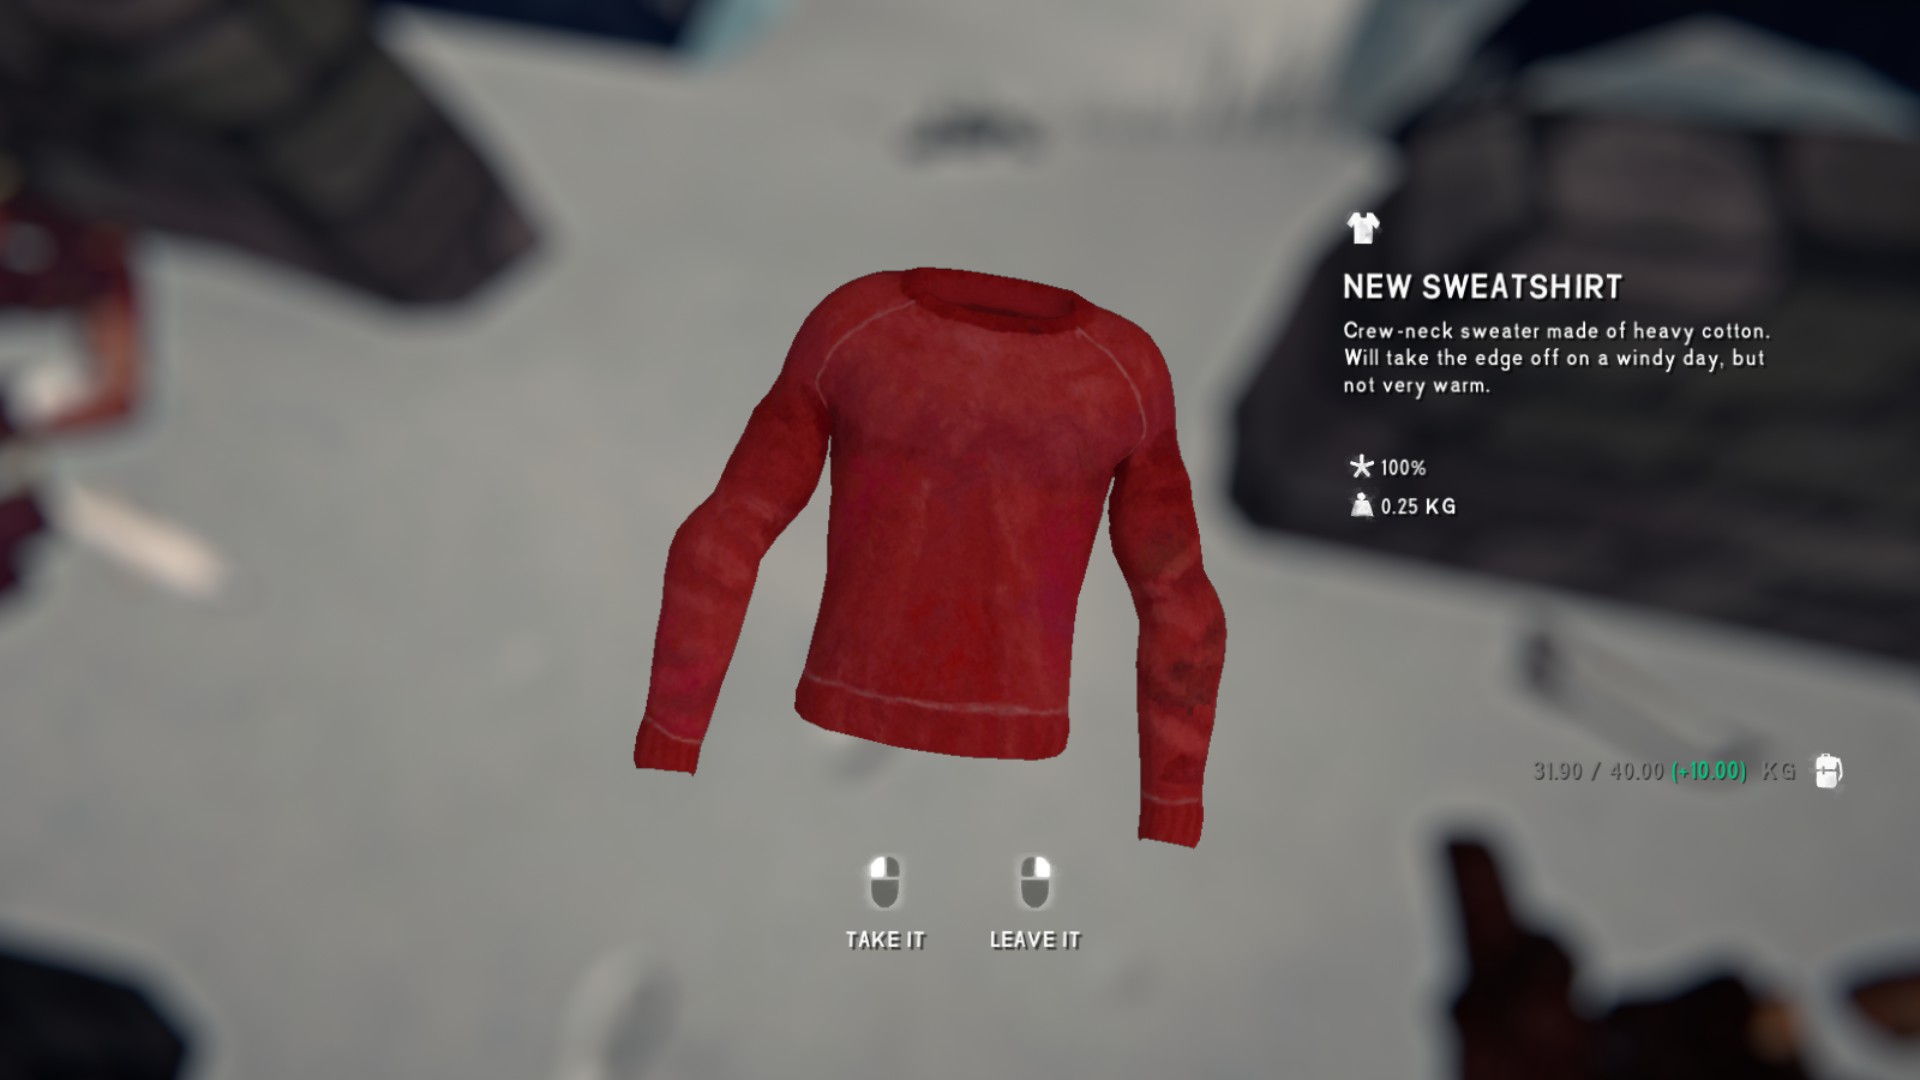 NEW SWEATSHIRT
Crew-neck sweater made of heavy cotton.
Will take the edge off on a windy day, but
not very warm.
100%
0.25 KG
31.90 / 40.00 (+10.00) KG
TAKE IT
LEAVE IT